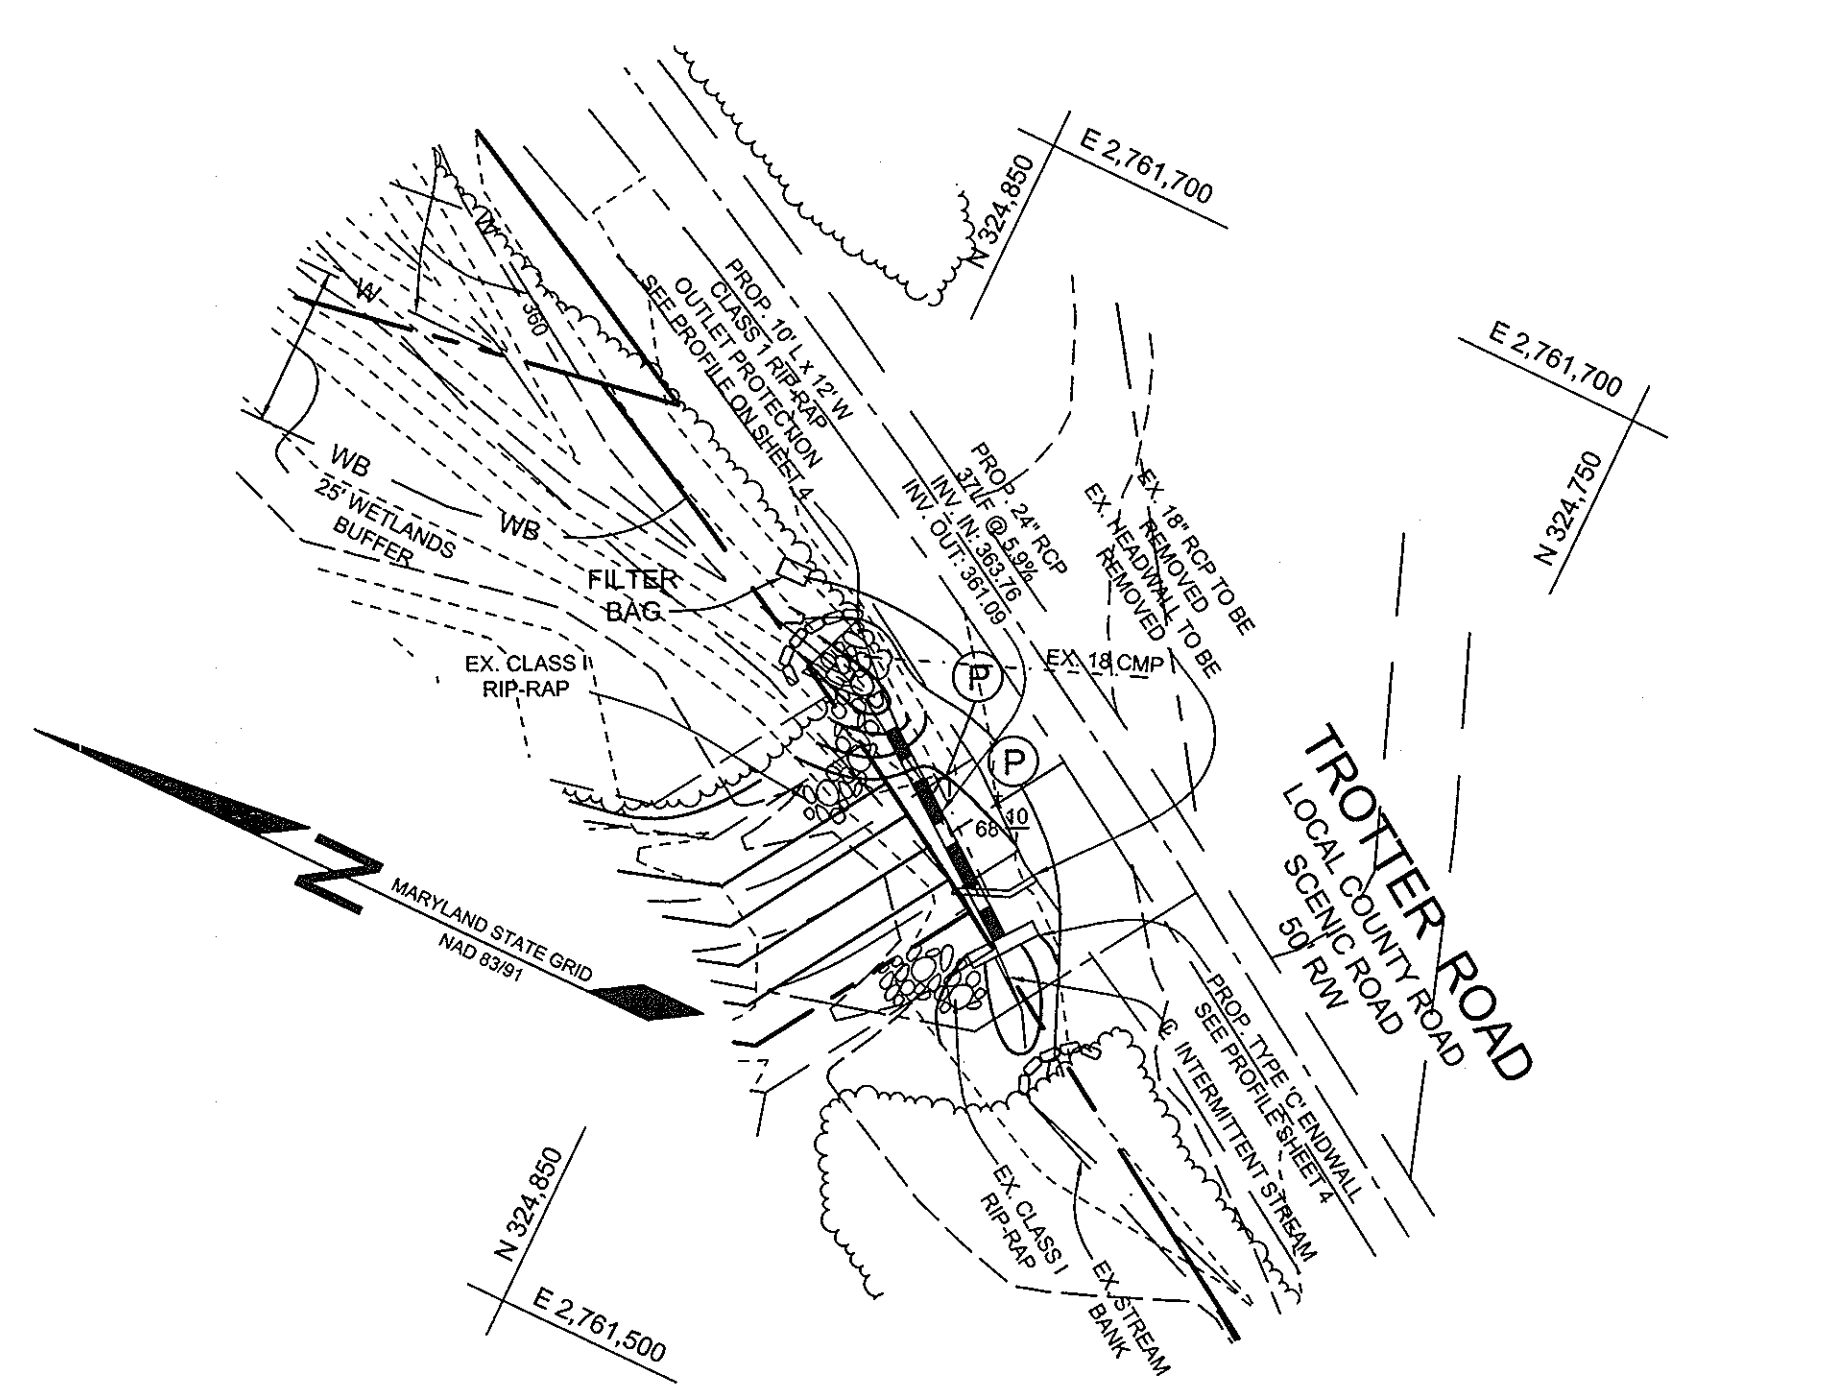 E 2,761,700
N 324,850
E 2,761,700
N 324,750
PROP. 10' L x 12' W
CLASS 1 RIP-RAP
OUTLET PROTECTION
SEE PROFILE ON SHEET 4
W
W
360
PROP. 24" RCP
37LF @ 5.9%
INV. IN: 363.76
INV. OUT: 361.09
EX. 18" RCP TO BE
REMOVED
EX. HEADWALL TO BE
REMOVED
WB
25' WETLANDS
BUFFER
WB
FILTER
BAG
EX. CLASS I
RIP-RAP
P
EX. 18 CMP
P
10
68
TROTTER ROAD
LOCAL COUNTY ROAD
SCENIC ROAD
50' R/W
N
MARYLAND STATE GRID
NAD 83/91
PROP. TYPE 'C' ENDWALL
SEE PROFILE SHEET 4
℄ INTERMITTENT STREAM
EX. CLASS I
RIP-RAP
EX. STREAM
BANK
N 324,850
E 2,761,500